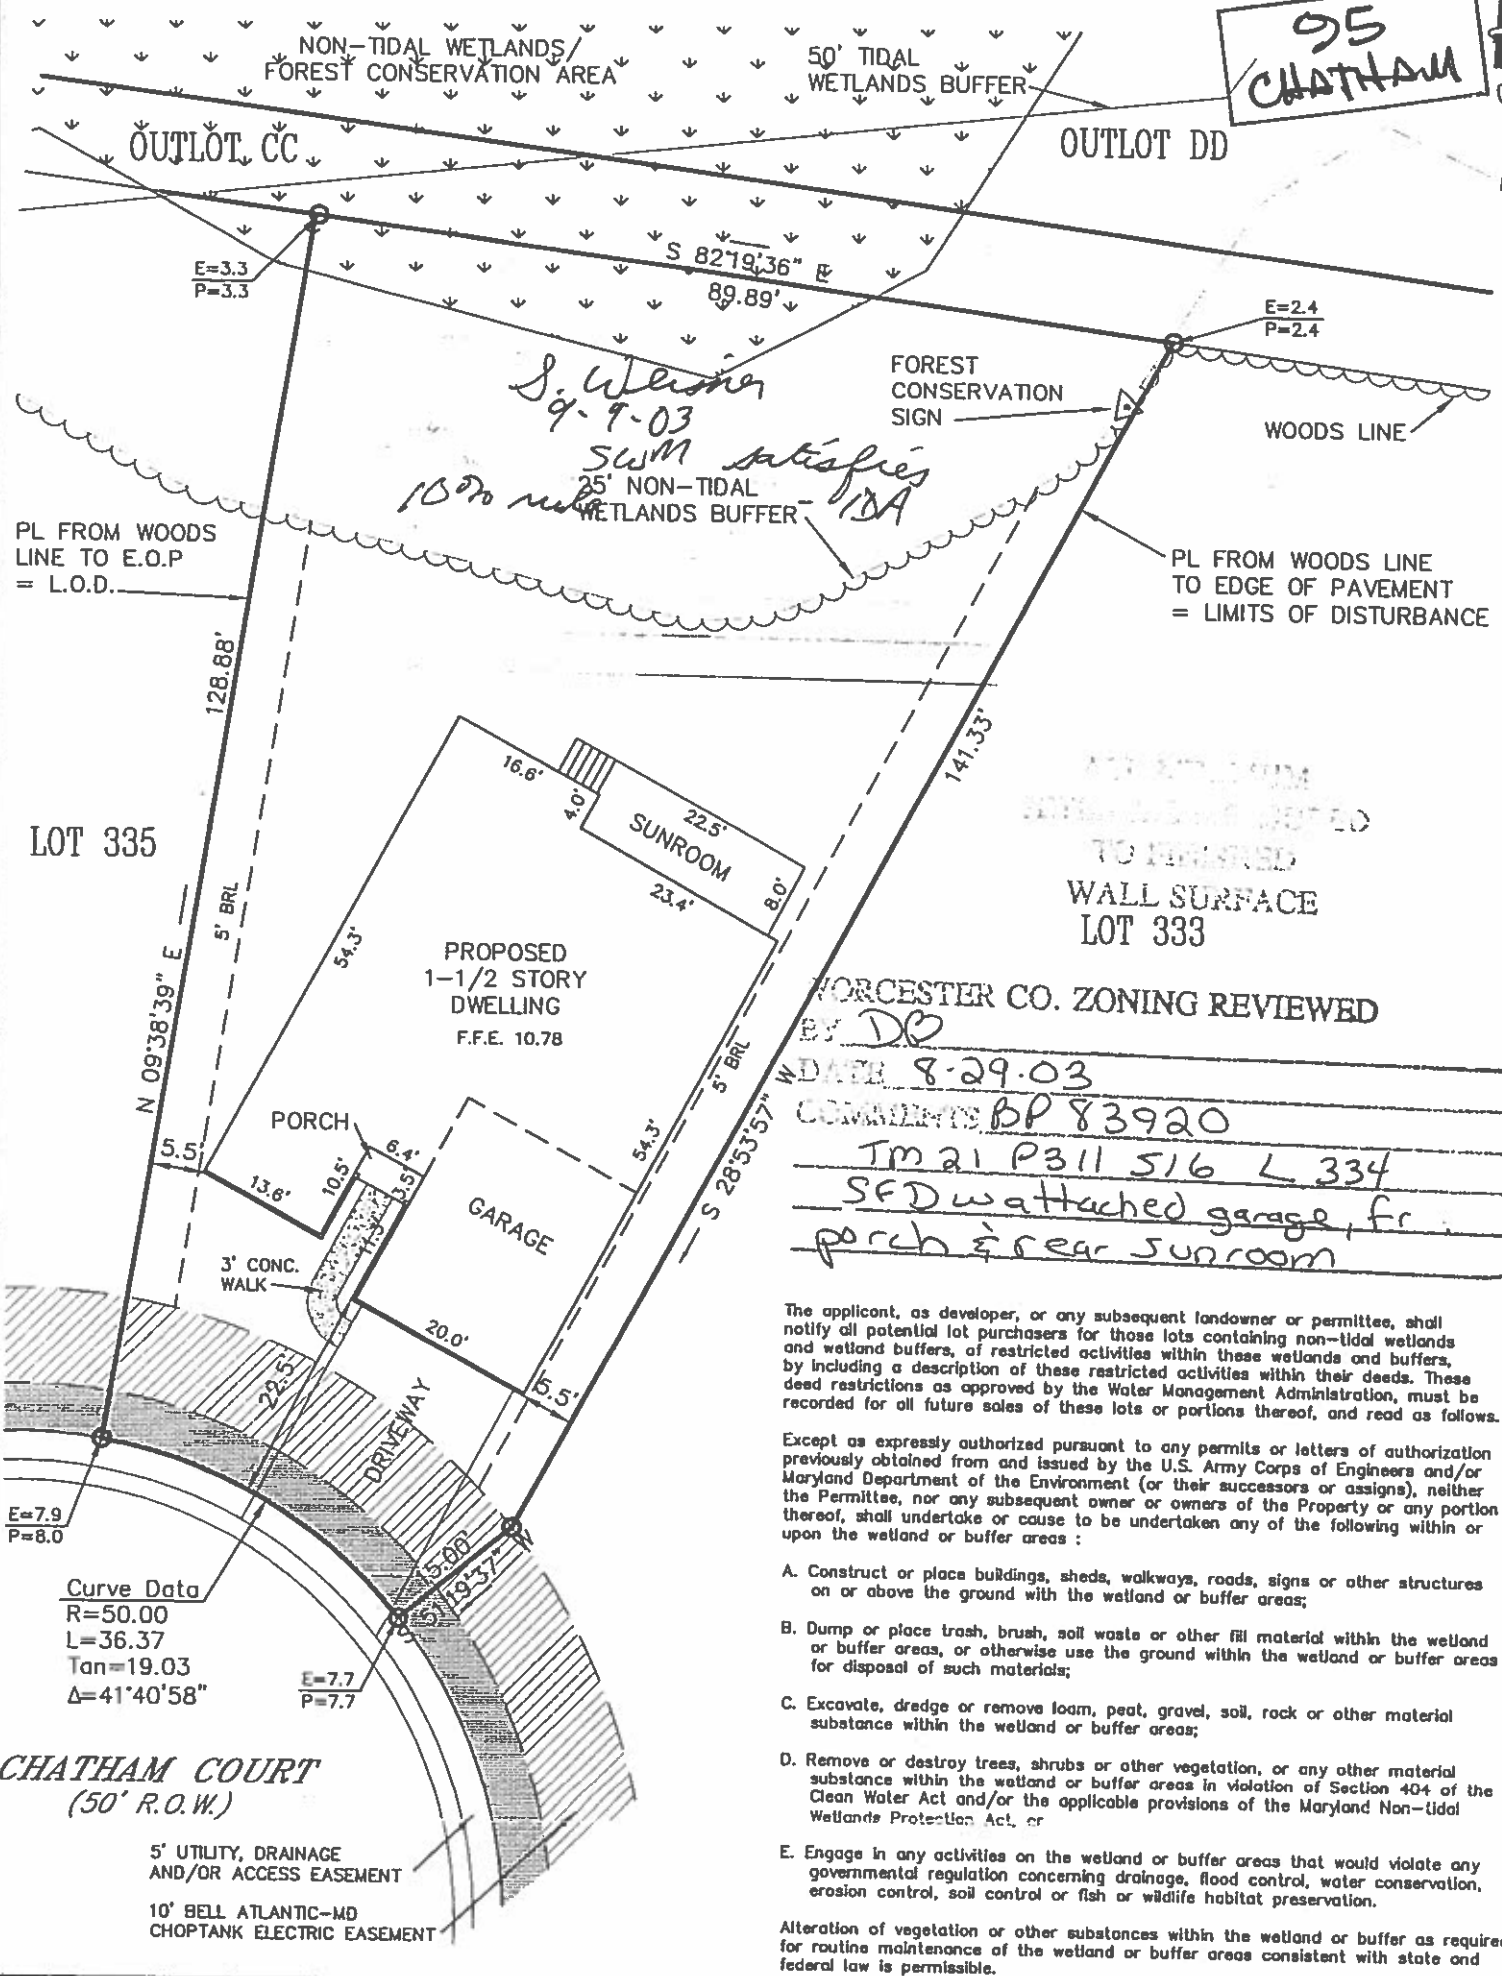 95
CHATHAM
NON-TIDAL WETLANDS/
FOREST CONSERVATION AREA
50' TIDAL
WETLANDS BUFFER
OUTLOT CC
OUTLOT DD
E=3.3
P=3.3
S 82°19'36" E
89.89'
E=2.4
P=2.4
FOREST
CONSERVATION
SIGN
WOODS LINE
S. Weisner
9-9-03
SWM satisfies
10% rule - IDA
25' NON-TIDAL
WETLANDS BUFFER
PL FROM WOODS
LINE TO E.O.P
= L.O.D.
PL FROM WOODS LINE
TO EDGE OF PAVEMENT
= LIMITS OF DISTURBANCE
128.88'
141.33'
16.6'
4.0'
22.5'
SUNROOM
23.4'
8.0'
LOT 335
5' BRL
54.3'
PROPOSED
1-1/2 STORY
DWELLING
F.F.E. 10.78
TO
WALL SURFACE
LOT 333
N 09°38'39" E
5' BRL
S 28°53'57" W
54.3'
WORCESTER CO. ZONING REVIEWED
BY DB
DATE 8-29-03
COMMENTS BP 83920
TM 21 P311 S16 L 334
SFD w attached garage, fr
porch & rear sunroom
PORCH
6.4'
5.5'
13.6'
10.5'
3.5'
11.5'
GARAGE
3' CONC.
WALK
20.0'
22.5'
5.5'
DRIVEWAY
The applicant, as developer, or any subsequent landowner or permittee, shall
notify all potential lot purchasers for those lots containing non-tidal wetlands
and wetland buffers, of restricted activities within these wetlands and buffers,
by including a description of these restricted activities within their deeds. These
deed restrictions as approved by the Water Management Administration, must be
recorded for all future sales of these lots or portions thereof, and read as follows.
Except as expressly authorized pursuant to any permits or letters of authorization
previously obtained from and issued by the U.S. Army Corps of Engineers and/or
Maryland Department of the Environment (or their successors or assigns), neither
the Permittee, nor any subsequent owner or owners of the Property or any portion
thereof, shall undertake or cause to be undertaken any of the following within or
upon the wetland or buffer areas :
A. Construct or place buildings, sheds, walkways, roads, signs or other structures
on or above the ground with the wetland or buffer areas;
B. Dump or place trash, brush, soil waste or other fill material within the wetland
or buffer areas, or otherwise use the ground within the wetland or buffer areas
for disposal of such materials;
C. Excavate, dredge or remove loam, peat, gravel, soil, rock or other material
substance within the wetland or buffer areas;
D. Remove or destroy trees, shrubs or other vegetation, or any other material
substance within the wetland or buffer areas in violation of Section 404 of the
Clean Water Act and/or the applicable provisions of the Maryland Non-tidal
Wetlands Protection Act, or
E. Engage in any activities on the wetland or buffer areas that would violate any
governmental regulation concerning drainage, flood control, water conservation,
erosion control, soil control or fish or wildlife habitat preservation.
Alteration of vegetation or other substances within the wetland or buffer as require
for routine maintenance of the wetland or buffer areas consistent with state and
federal law is permissible.
E=7.9
P=8.0
15.00'
S 51°19'37" W
Curve Data
R=50.00
L=36.37
Tan=19.03
Δ=41°40'58"
E=7.7
P=7.7
CHATHAM COURT
(50' R.O.W.)
5' UTILITY, DRAINAGE
AND/OR ACCESS EASEMENT
10' BELL ATLANTIC-MD
CHOPTANK ELECTRIC EASEMENT